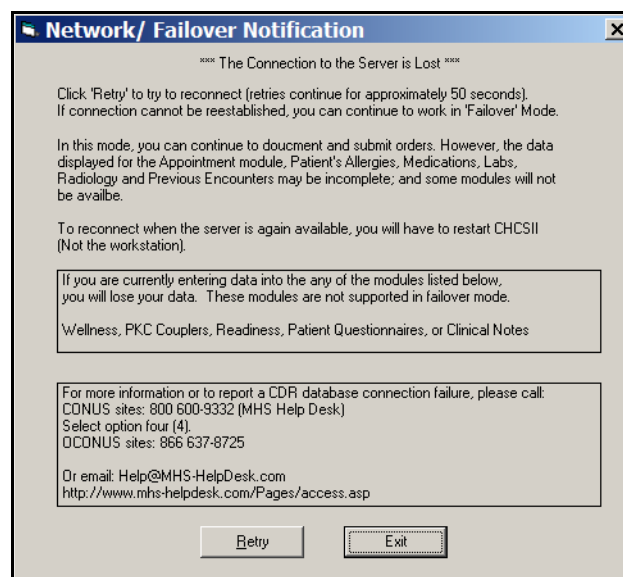 Network/ Failover Notification
*** The Connection to the Server is Lost ***
Click 'Retry' to try to reconnect (retries continue for approximately 50 seconds).
If connection cannot be reestablished, you can continue to work in 'Failover' Mode.
In this mode, you can continue to doucment and submit orders. However, the data
displayed for the Appointment module, Patient's Allergies, Medications, Labs,
Radiology and Previous Encounters may be incomplete; and some modules will not
be availbe.
To reconnect when the server is again available, you will have to restart CHCSII
(Not the workstation).
If you are currently entering data into the any of the modules listed below,
you will lose your data. These modules are not supported in failover mode.
Wellness, PKC Couplers, Readiness, Patient Questionnaires, or Clinical Notes
For more information or to report a CDR database connection failure, please call:
CONUS sites: 800 600-9332 (MHS Help Desk)
Select option four (4).
OCONUS sites: 866 637-8725
Or email: Help@MHS-HelpDesk.com
http://www.mhs-helpdesk.com/Pages/access.asp
Retry Exit